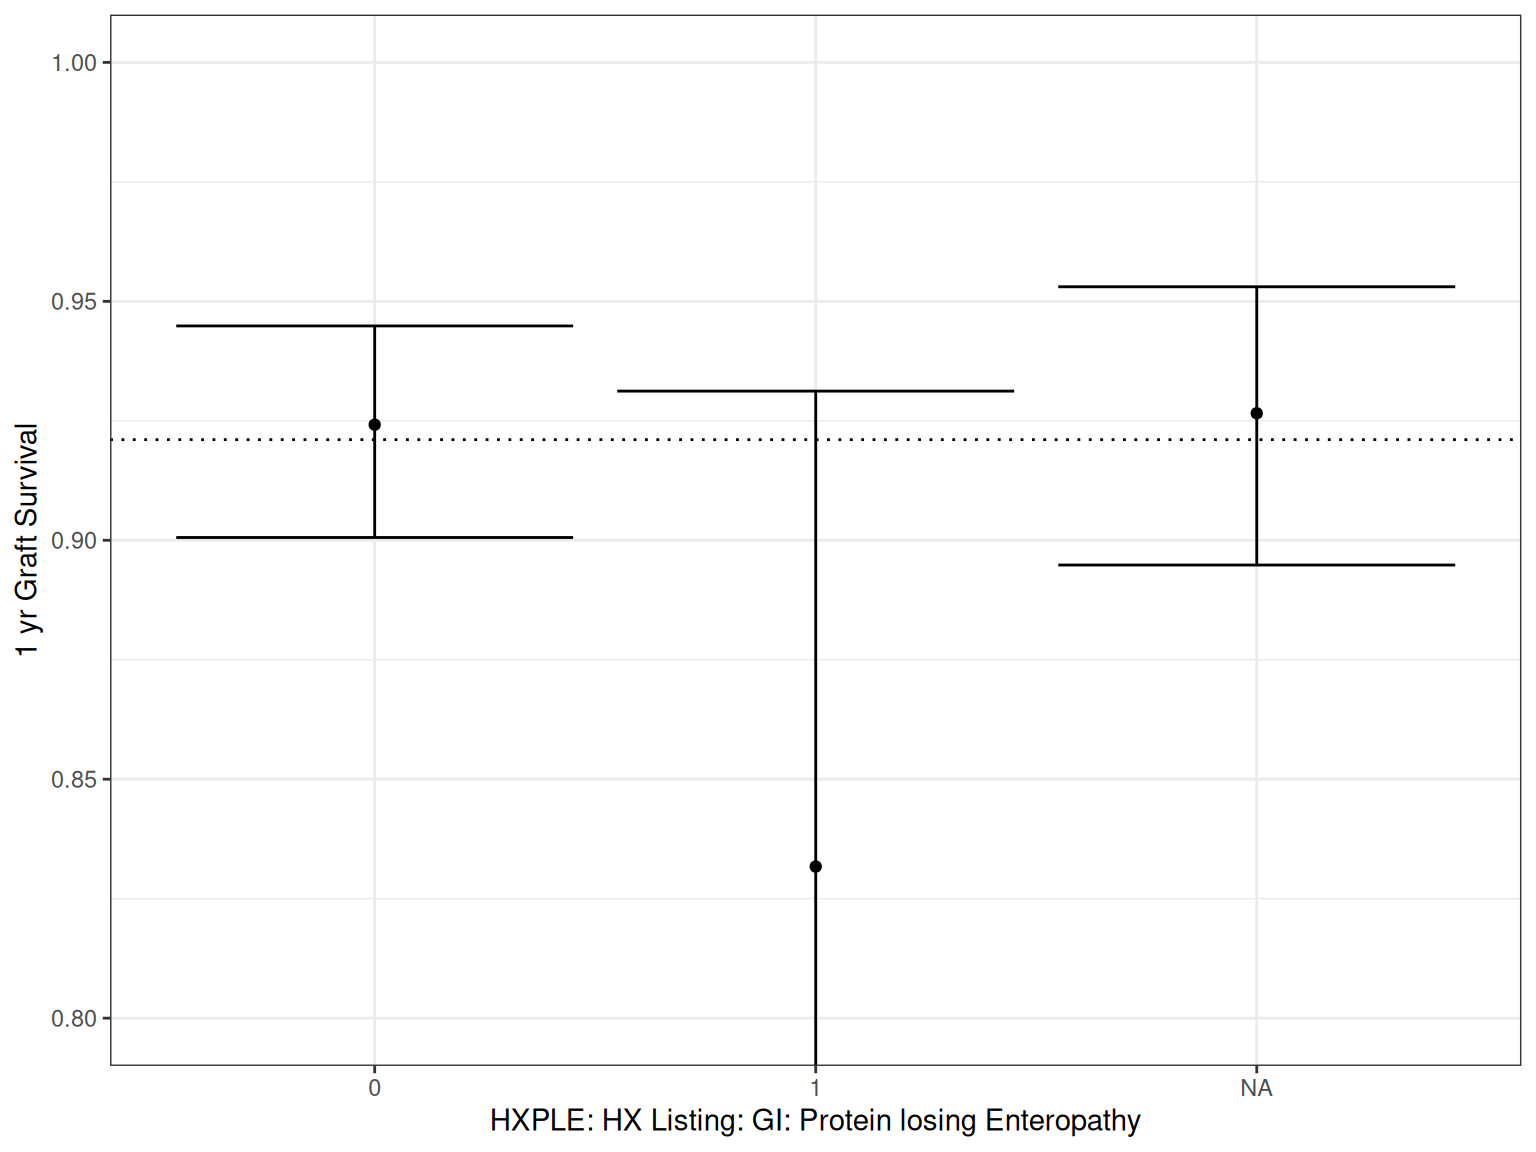 1.00
0.95
0.90
0.85
0.80
1 yr Graft Survival
0
1
NA
HXPLE: HX Listing: GI: Protein losing Enteropathy